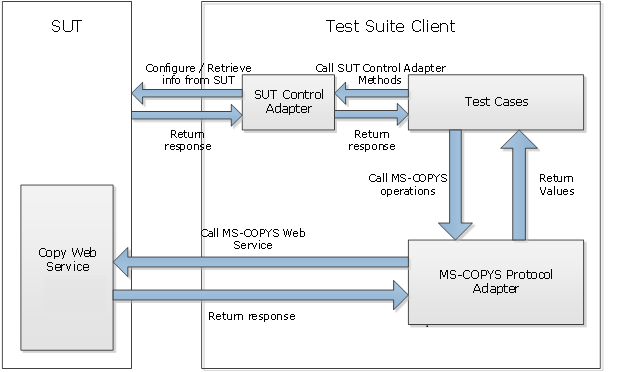 SUT
Test Suite Client
Configure / Retrieve
info from SUT
Call SUT Control Adapter
Methods
SUT Control
Adapter
Test Cases
Return
response
Return
response
Call MS-COPYS
operations
Return
Values
Copy Web
Service
Call MS-COPYS Web
Service
MS-COPYS Protocol
Adapter
Return response